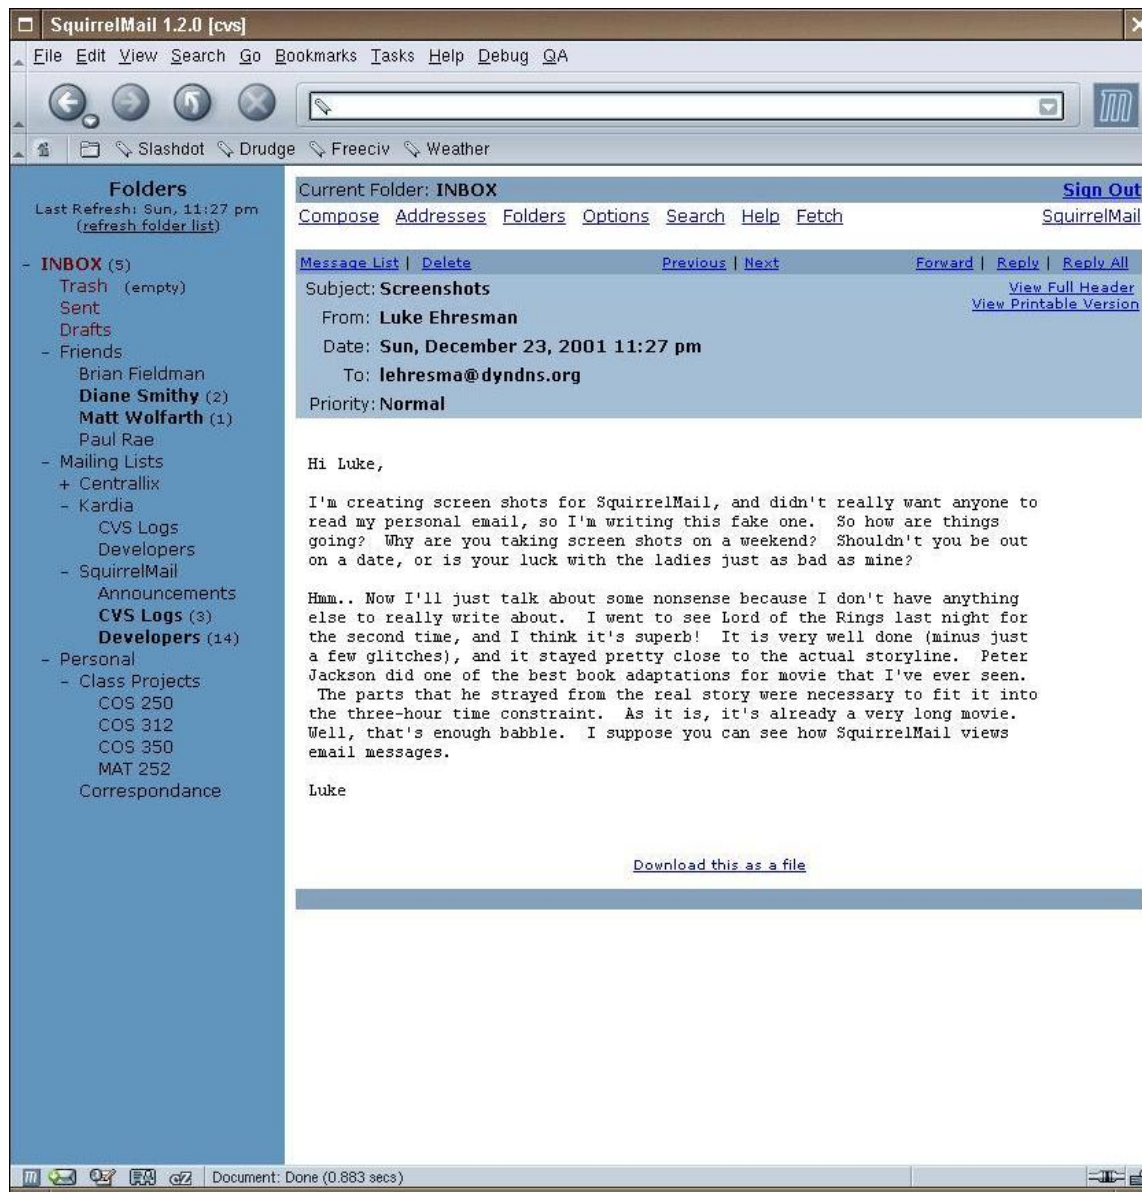 SquirrelMail 1.2.0 [cvs]
File Edit View Search Go Bookmarks Tasks Help Debug QA
Slashdot Drudge Freeciv Weather
Folders
Last Refresh: Sun, 11:27 pm
(refresh folder list)
- INBOX (5)
Trash (empty)
Sent
Drafts
- Friends
Brian Fieldman
Diane Smithy (2)
Matt Wolfarth (1)
Paul Rae
- Mailing Lists
+ Centrallix
- Kardia
CVS Logs
Developers
- SquirrelMail
Announcements
CVS Logs (3)
Developers (14)
- Personal
- Class Projects
COS 250
COS 312
COS 350
MAT 252
Correspondance
Current Folder: INBOX Sign Out
Compose Addresses Folders Options Search Help Fetch SquirrelMail
Message List | Delete Previous | Next Forward | Reply | Reply All
Subject: Screenshots View Full Header
View Printable Version
From: Luke Ehresman
Date: Sun, December 23, 2001 11:27 pm
To: lehresma@dyndns.org
Priority: Normal
Hi Luke,
I'm creating screen shots for SquirrelMail, and didn't really want anyone to
read my personal email, so I'm writing this fake one. So how are things
going? Why are you taking screen shots on a weekend? Shouldn't you be out
on a date, or is your luck with the ladies just as bad as mine?
Hmm.. Now I'll just talk about some nonsense because I don't have anything
else to really write about. I went to see Lord of the Rings last night for
the second time, and I think it's superb! It is very well done (minus just
a few glitches), and it stayed pretty close to the actual storyline. Peter
Jackson did one of the best book adaptations for movie that I've ever seen.
The parts that he strayed from the real story were necessary to fit it into
the three-hour time constraint. As it is, it's already a very long movie.
Well, that's enough babble. I suppose you can see how SquirrelMail views
email messages.
Luke
Download this as a file
Document: Done (0.883 secs)